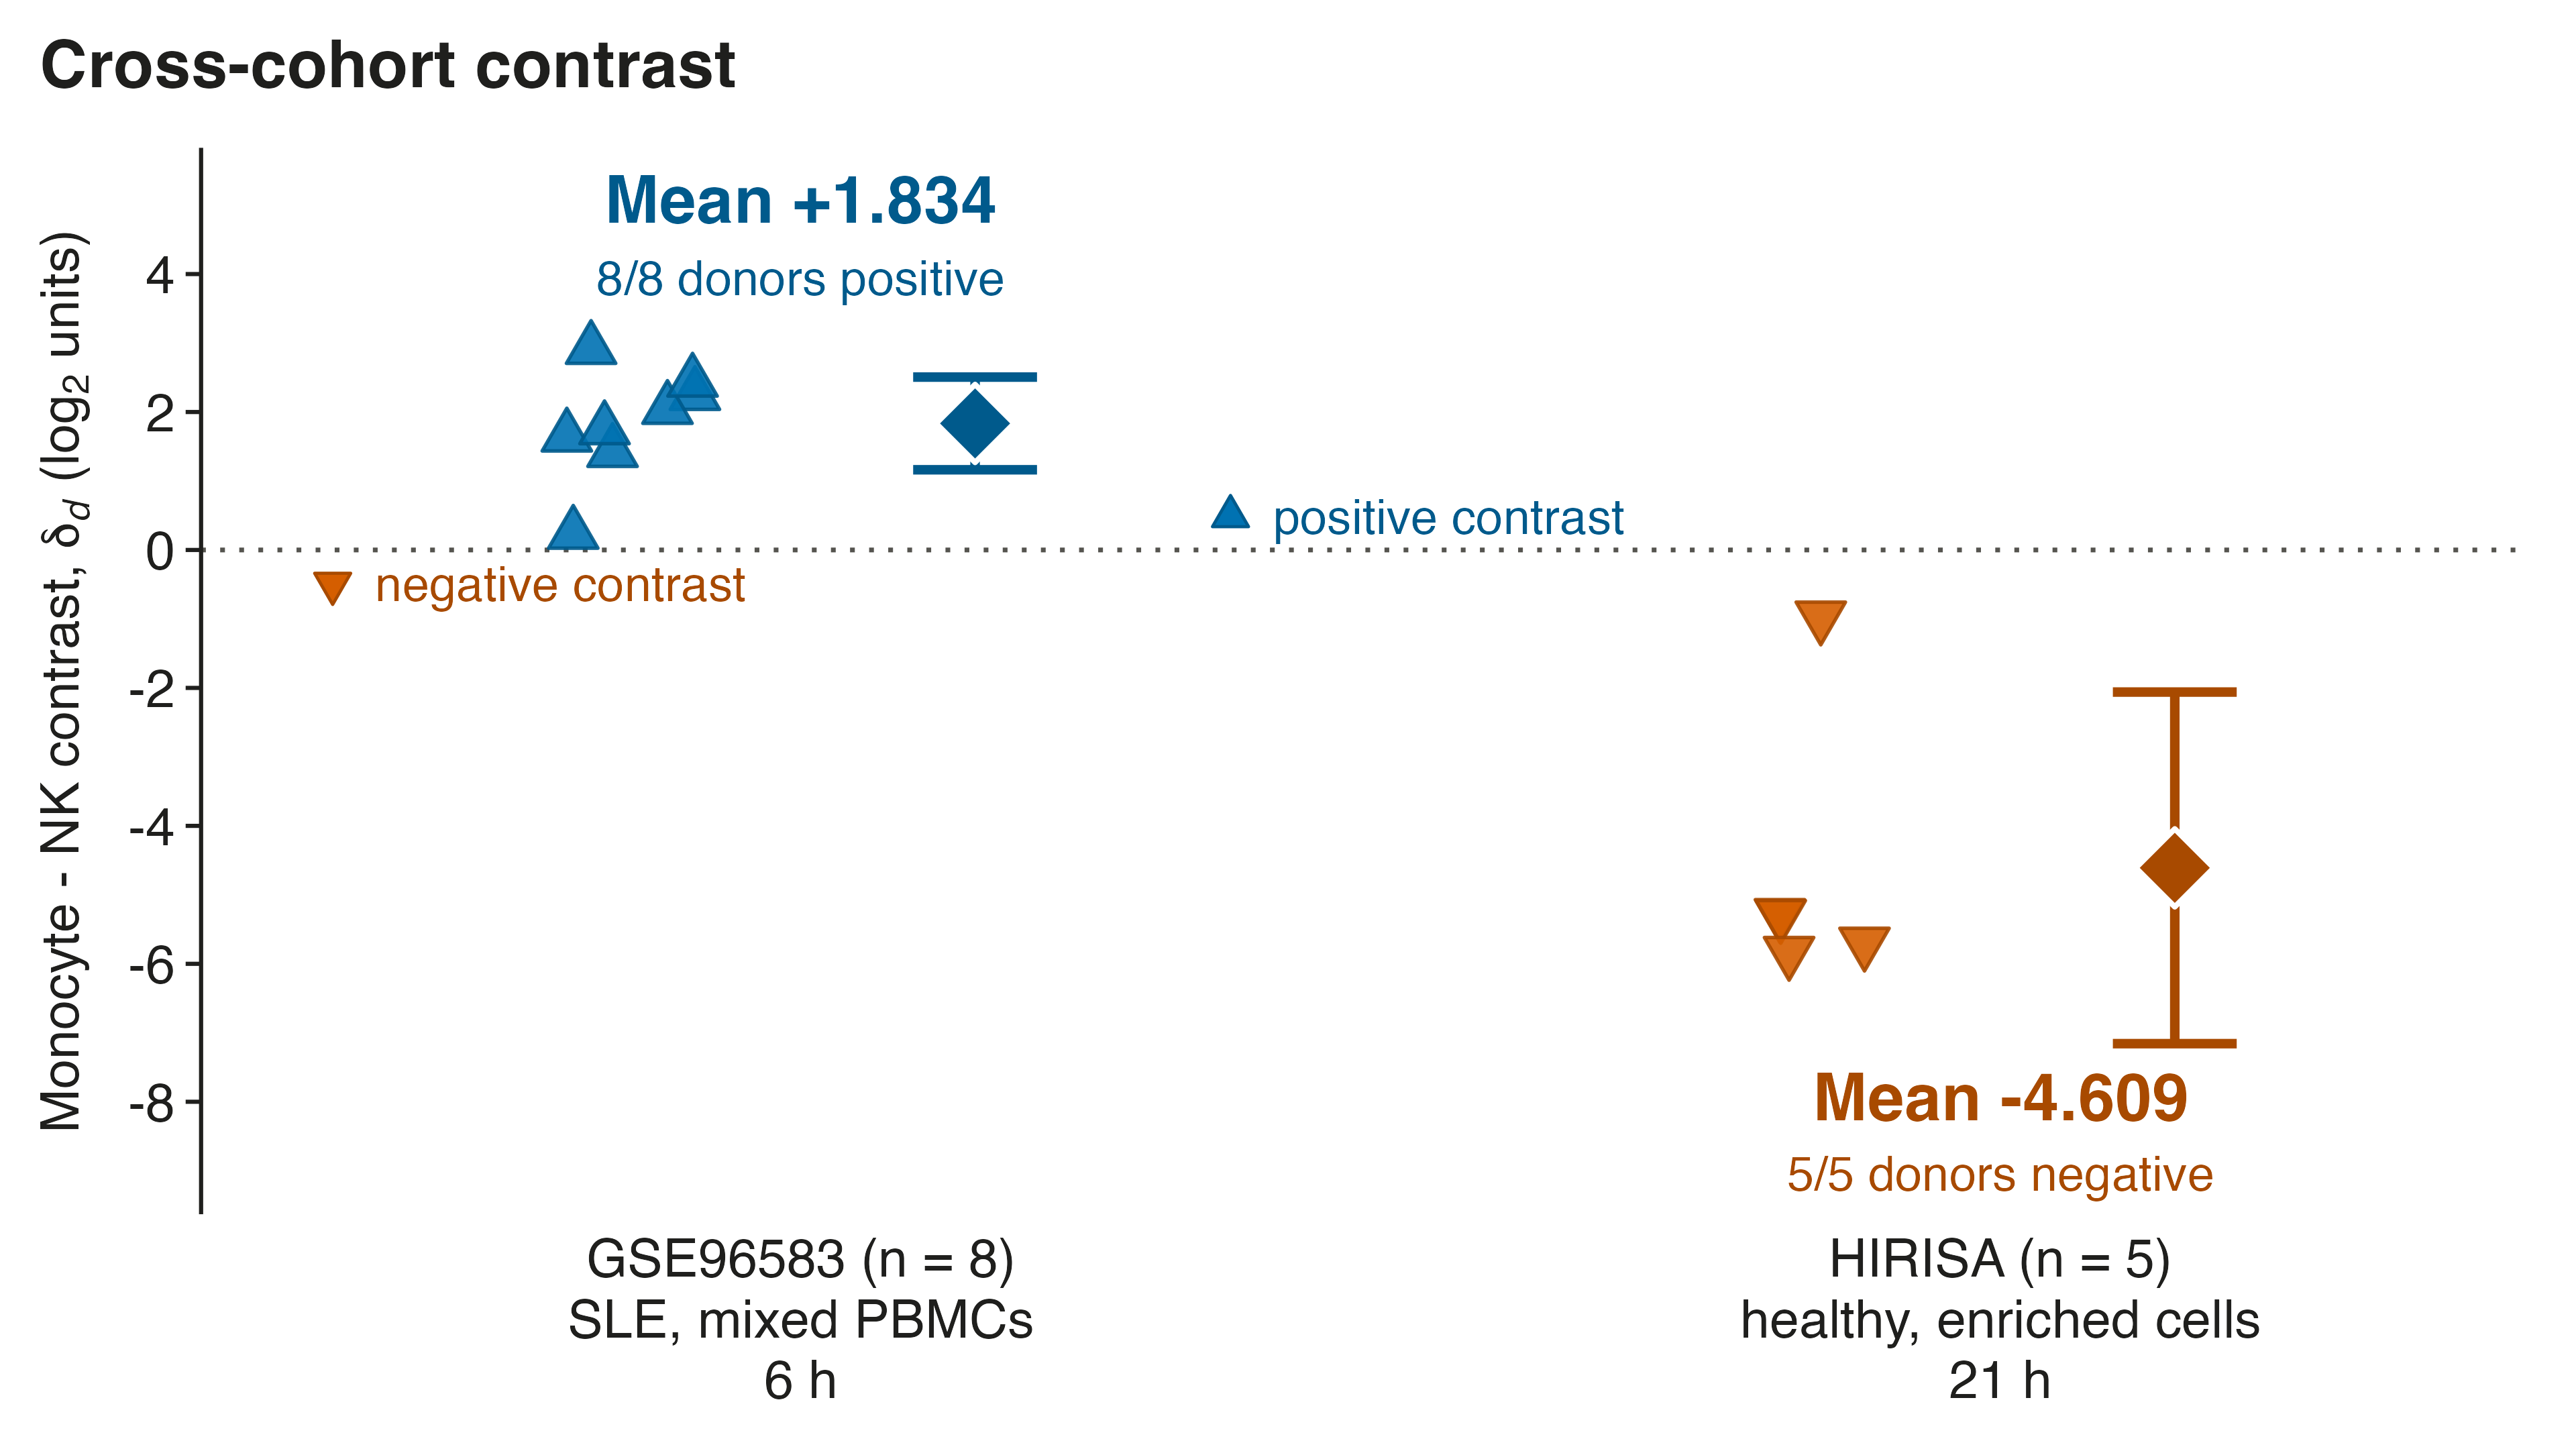 Cross-cohort contrast
Monocyte - NK contrast, δd (log2 units)
4
2
0
-2
-4
-6
-8
Mean +1.834
8/8 donors positive
positive contrast
negative contrast
Mean -4.609
5/5 donors negative
GSE96583 (n = 8)
SLE, mixed PBMCs
6 h
HIRISA (n = 5)
healthy, enriched cells
21 h